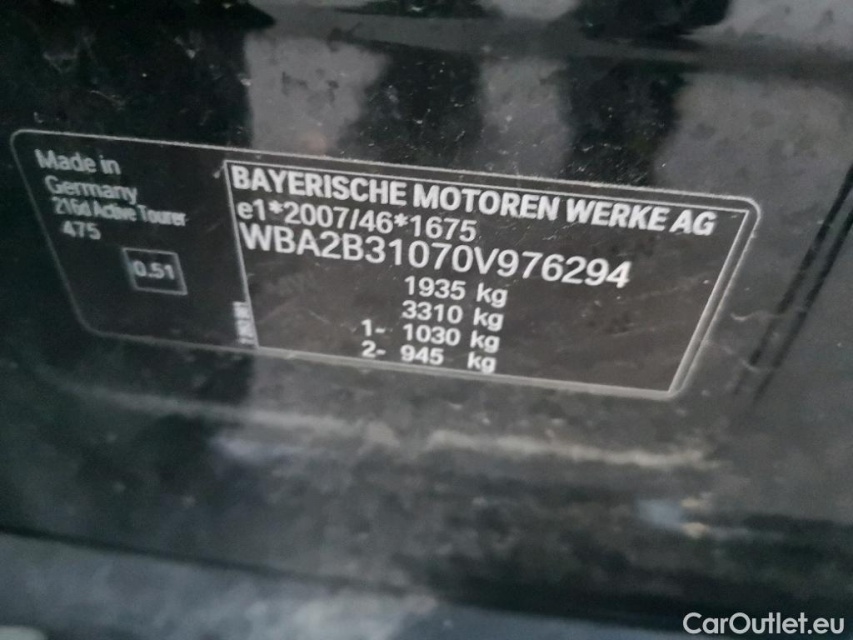 Made in
Germany
216d Active Tourer
475
0.51
BAYERISCHE MOTOREN WERKE AG
e1*2007/46*1675
WBA2B31070V976294
1935 kg
3310 kg
1- 1030 kg
2- 945 kg
CarOutlet.eu